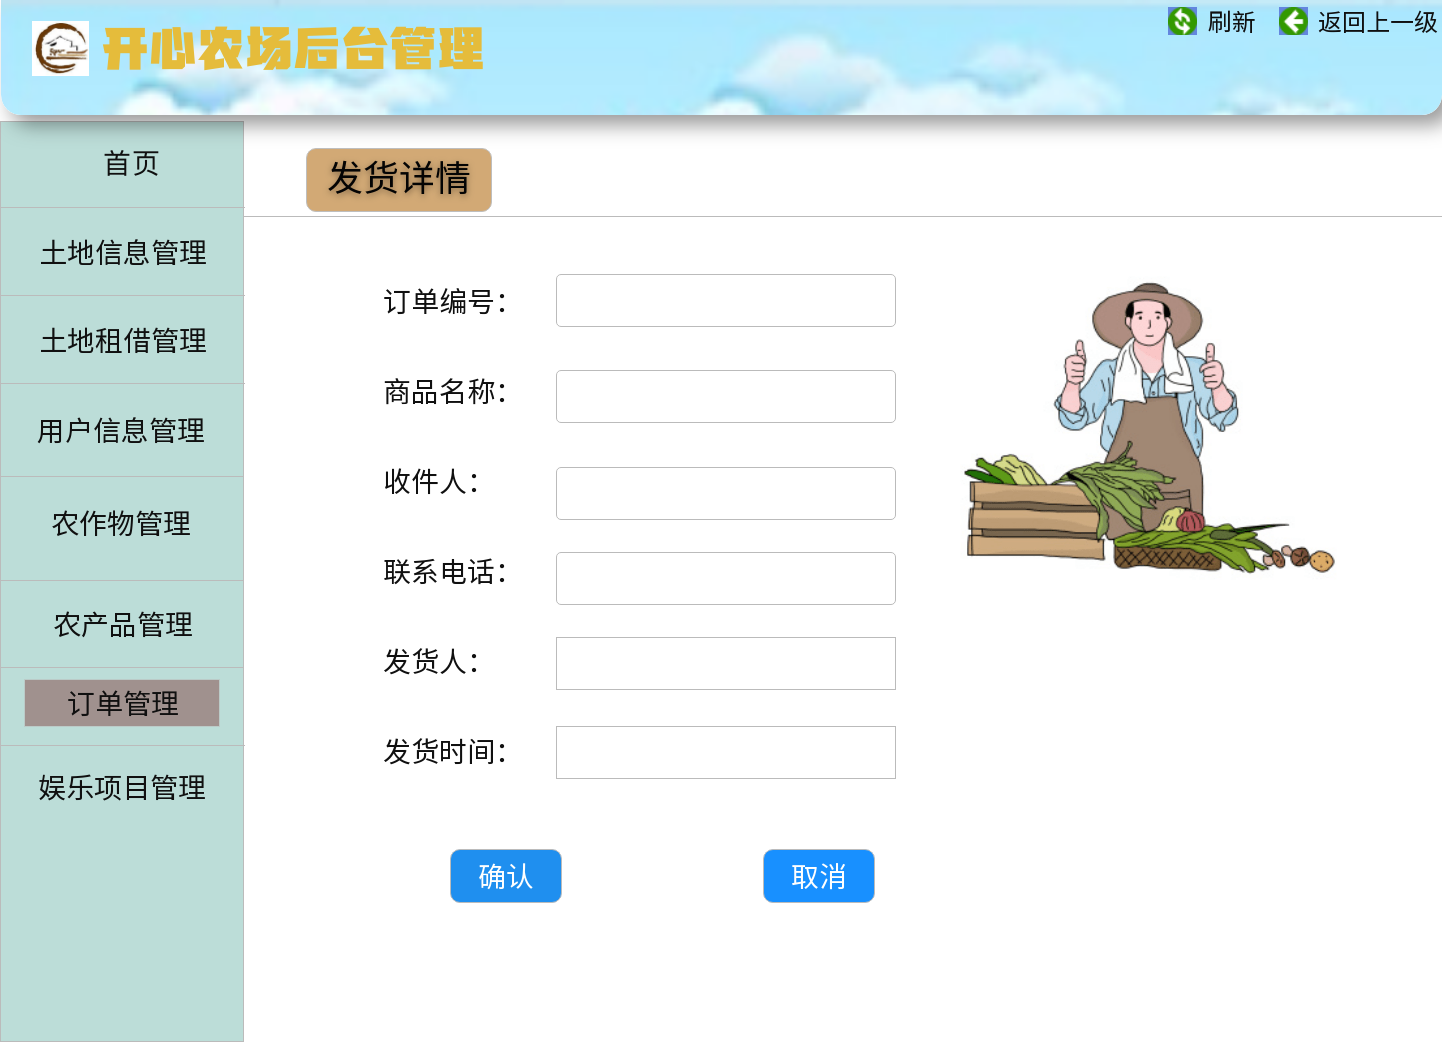 开心农场后台管理
刷新
返回上一级
首页
土地信息管理
土地租借管理
用户信息管理
农作物管理
农产品管理
订单管理
娱乐项目管理
发货详情
订单编号：
商品名称：
收件人：
联系电话：
发货人：
发货时间：
确认
取消